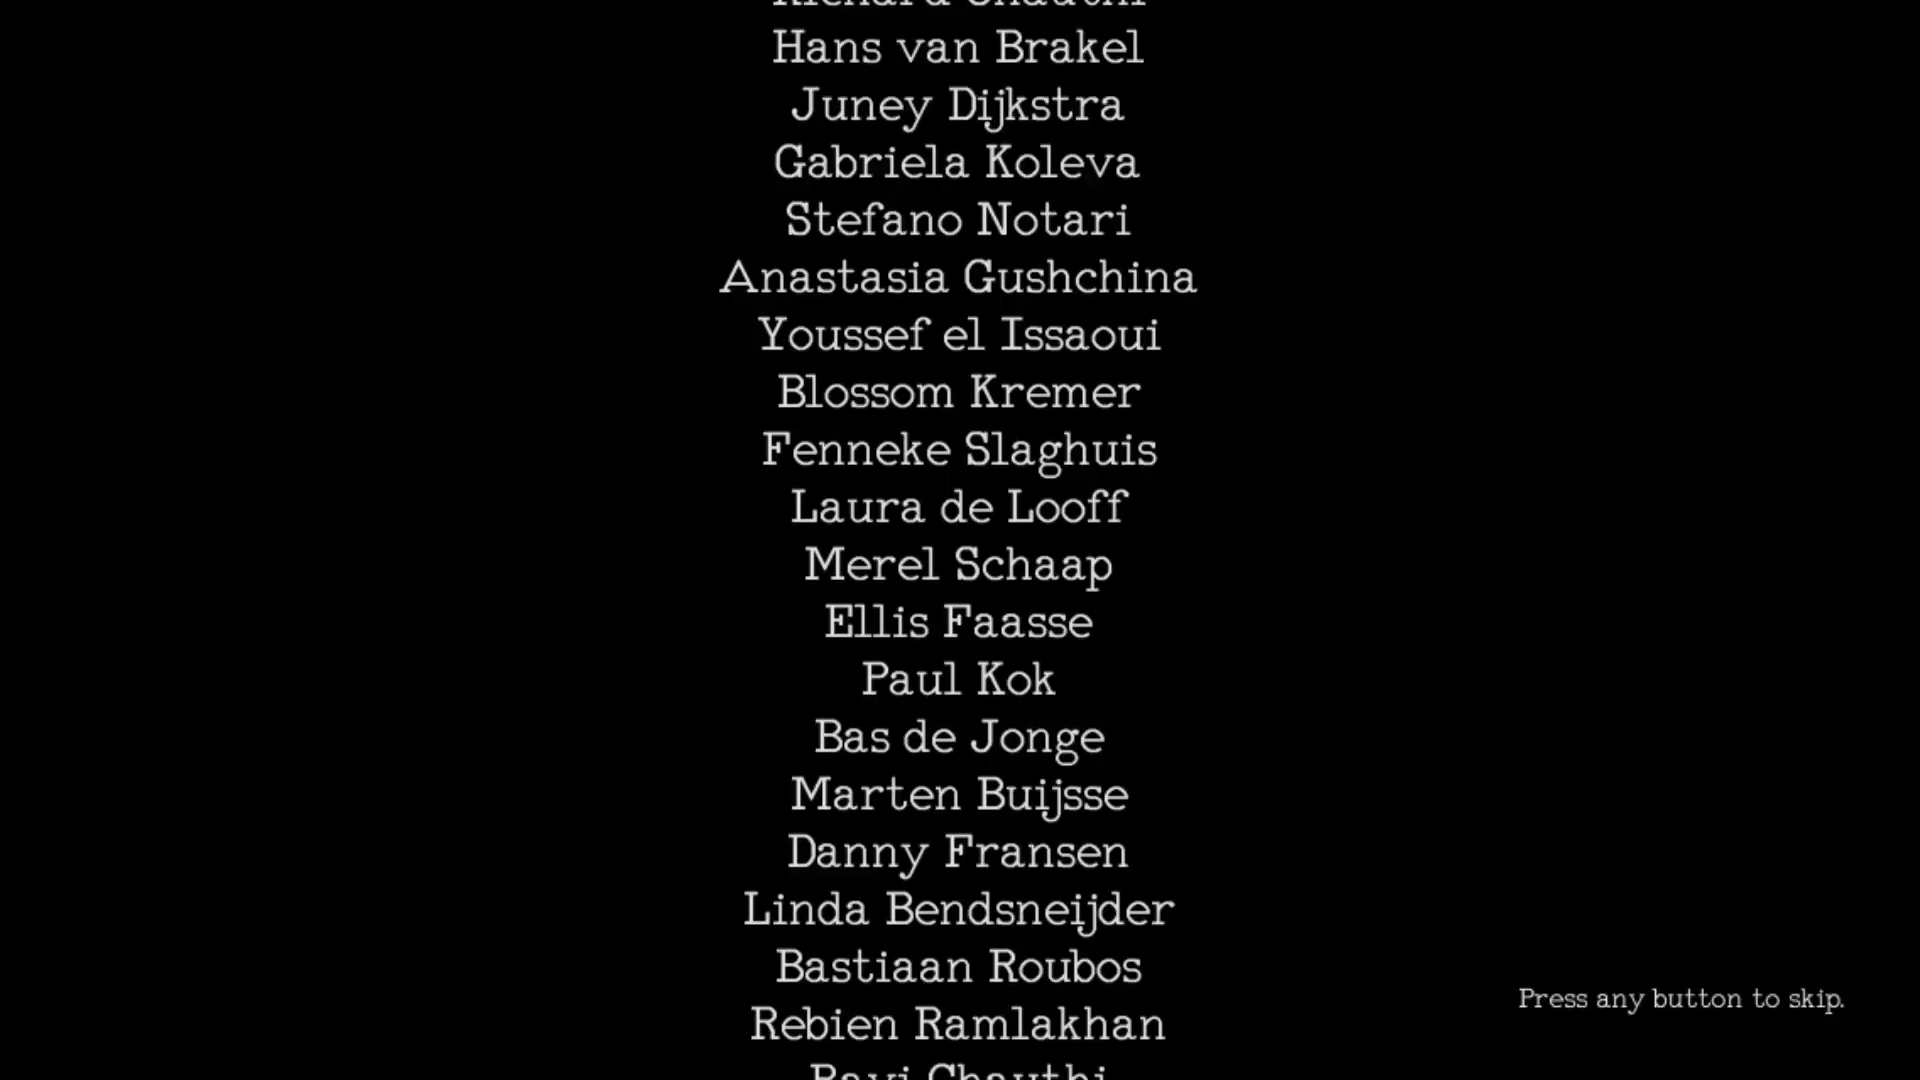 Hans van Brakel
Juney Dijkstra
Gabriela Koleva
Stefano Notari
Anastasia Gushchina
Youssef el Issaoui
Blossom Kremer
Fenneke Slaghuis
Laura de Looff
Merel Schaap
Ellis Faasse
Paul Kok
Bas de Jonge
Marten Buijsse
Danny Fransen
Linda Bendsneijder
Bastiaan Roubos
Press any button to skip.
Rebien Ramlakhan